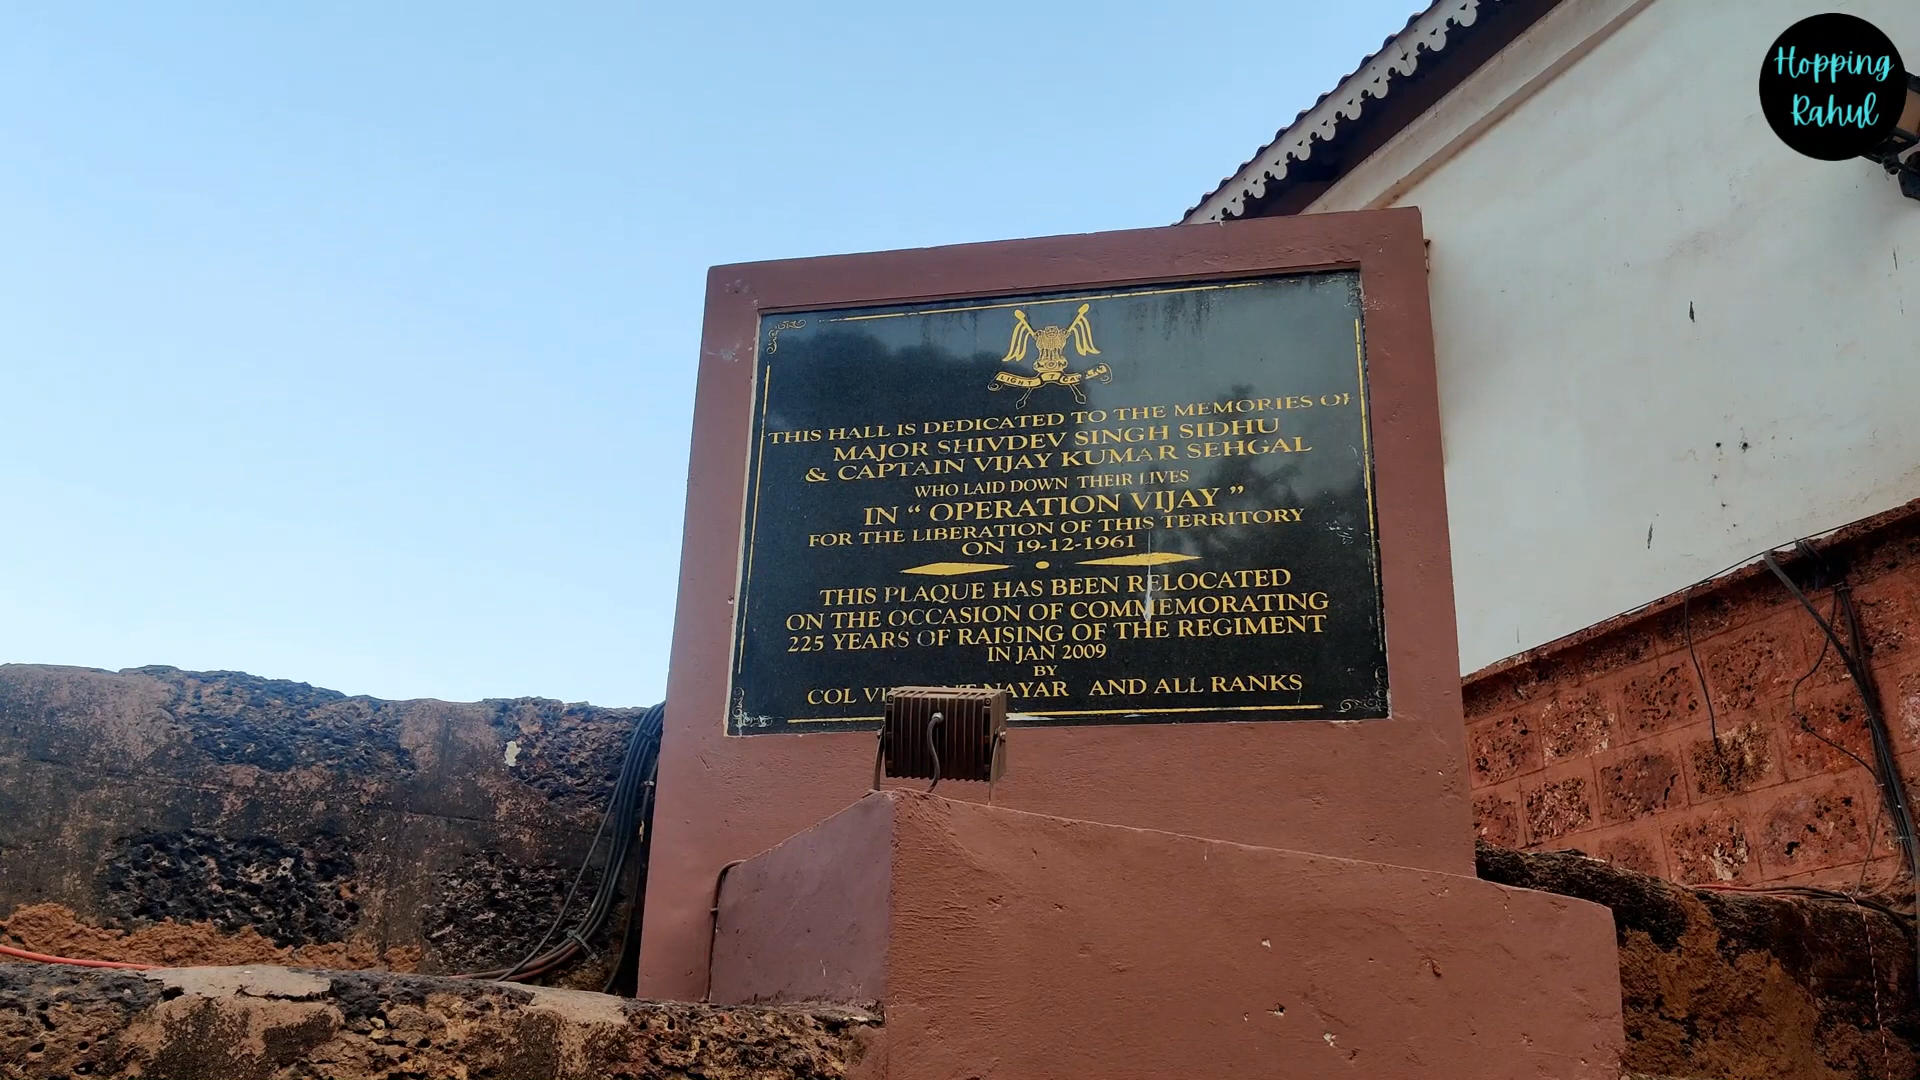 Hopping
Rahul
LIGHT 7 CAV
THIS HALL IS DEDICATED TO THE MEMORIES OF
MAJOR SHIVDEV SINGH SIDHU
& CAPTAIN VIJAY KUMAR SEHGAL
WHO LAID DOWN THEIR LIVES
IN “ OPERATION VIJAY ”
FOR THE LIBERATION OF THIS TERRITORY
ON 19-12-1961
THIS PLAQUE HAS BEEN RELOCATED
ON THE OCCASION OF COMMEMORATING
225 YEARS OF RAISING OF THE REGIMENT
IN JAN 2009
BY
COL NAYAR AND ALL RANKS